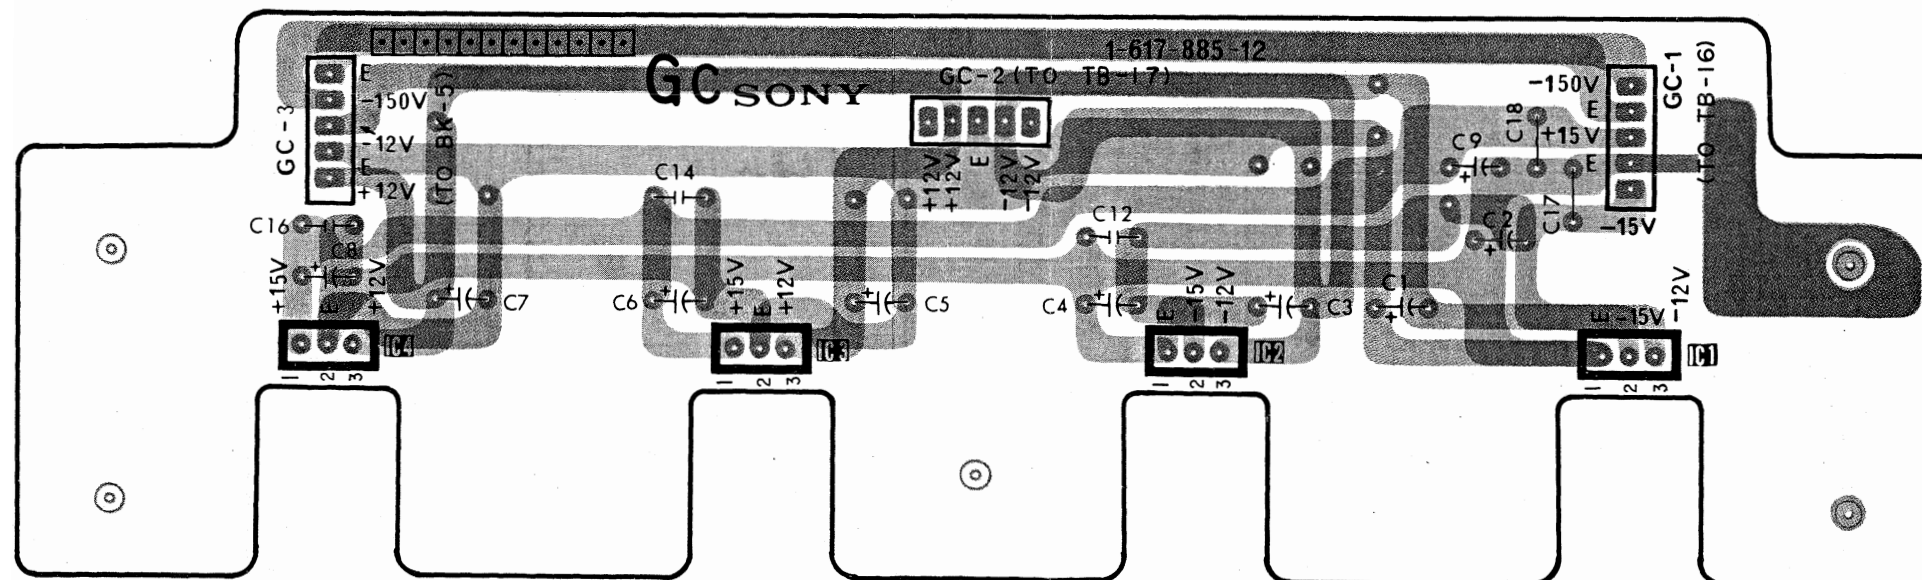 1-617-885-12
GC SONY
GC-2 (TO TB-17)
GC-1
(TO TB-16)
-150V
E
+15V
E
-15V
GC-3
(TO BK-5)
E
-150V
-12V
E
+12V
+12V
+12V
E
-12V
-12V
C18
C9
+
C17
C14
C16
C8
+
C12
C2
+
+15V
E
+12V
C7
+
C6
+
+15V
E
+12V
C5
+
C4
+
E
-15V
-12V
C3
+
C1
+
E
-15V
-12V
IC4
IC3
IC2
IC1
1 2 3
1 2 3
1 2 3
1 2 3